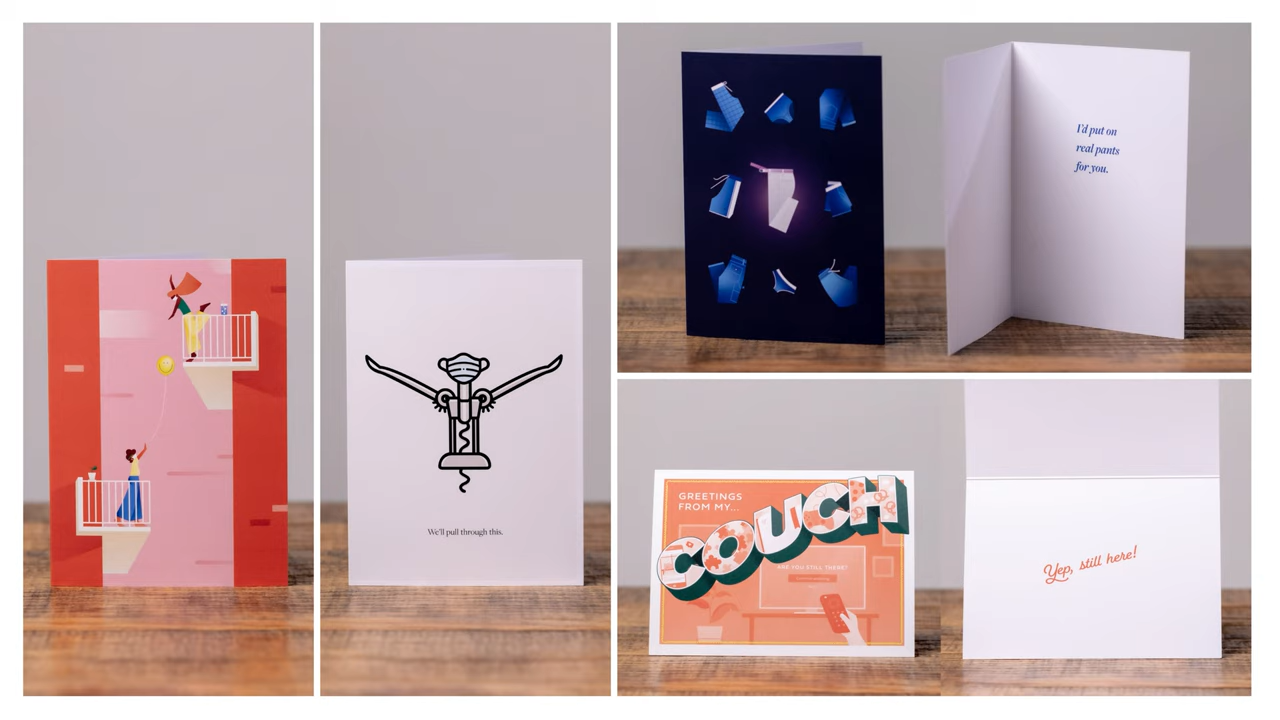 We'll pull through this.
I'd put on
real pants
for you.
GREETINGS
FROM MY...
COUCH
ARE YOU STILL THERE?
Yep, still here!